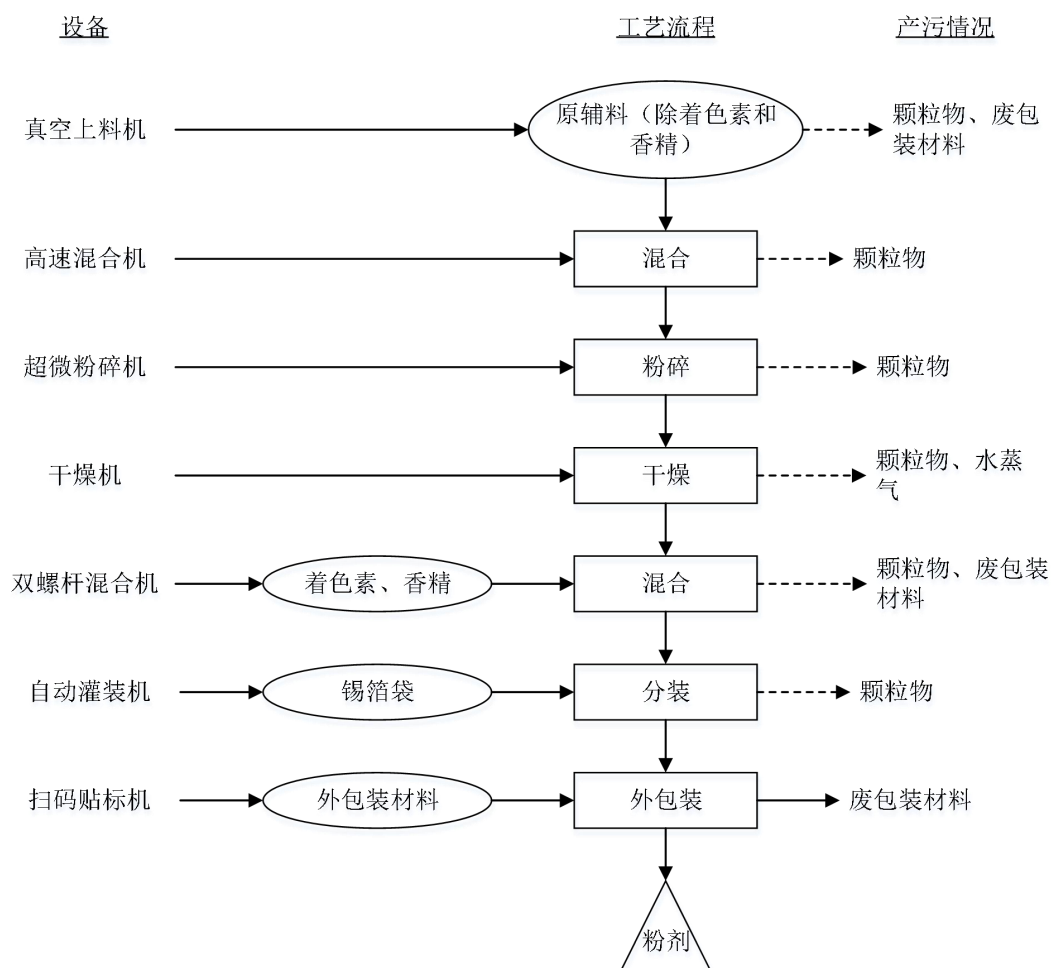 设备 工艺流程 产污情况
真空上料机
原辅料（除着色素和
香精）
颗粒物、废包
装材料
高速混合机 混合 颗粒物
超微粉碎机 粉碎 颗粒物
干燥机 干燥
颗粒物、水蒸
气
双螺杆混合机 着色素、香精 混合
颗粒物、废包装
材料
自动灌装机 锡箔袋 分装 颗粒物
扫码贴标机 外包装材料 外包装 废包装材料
粉剂